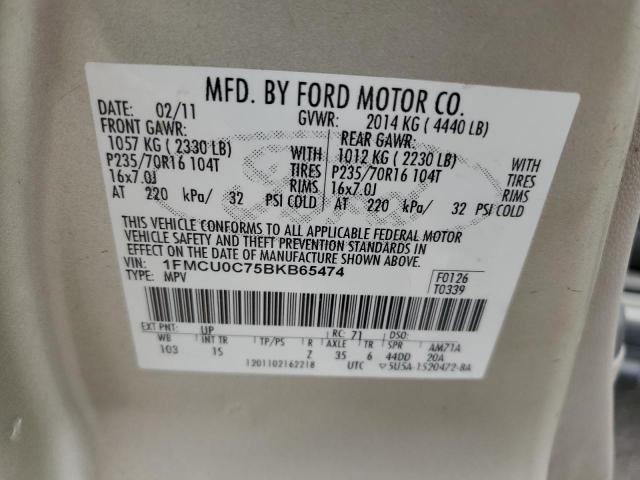 MFD. BY FORD MOTOR CO.
DATE: 02/11 GVWR: 2014 KG ( 4440 LB)
FRONT GAWR: REAR GAWR:
1057 KG ( 2330 LB) WITH 1012 KG ( 2230 LB) WITH
P235/70R16 104T TIRES P235/70R16 104T TIRES
16x7.0J RIMS 16x7.0J RIMS
AT 220 kPa/ 32 PSI COLD AT 220 kPa/ 32 PSI COLD
THIS VEHICLE CONFORMS TO ALL APPLICABLE FEDERAL MOTOR
VEHICLE SAFETY AND THEFT PREVENTION STANDARDS IN
EFFECT ON THE DATE OF MANUFACTURE SHOWN ABOVE.
VIN: 1FMCU0C75BKB65474 F0126
TYPE: MPV T0339
EXT PNT: UP RC: 71 DSO:
WB INT TR TP/PS R AXLE TR SPR AM71A
103 IS Z 35 6 44DD 20A
1201102162218 UTC ▽5U5A-1520472-BA
Ford